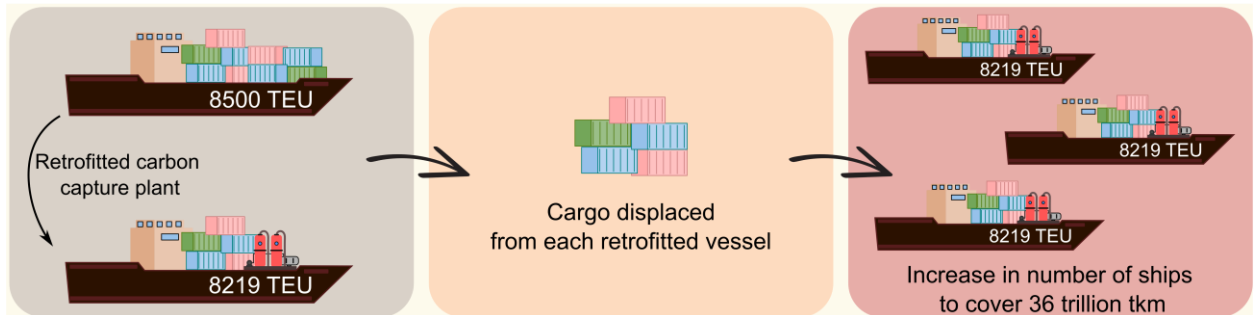 8500 TEU
Retrofitted carbon
capture plant
8219 TEU
Cargo displaced
from each retrofitted vessel
8219 TEU
8219 TEU
8219 TEU
Increase in number of ships
to cover 36 trillion tkm